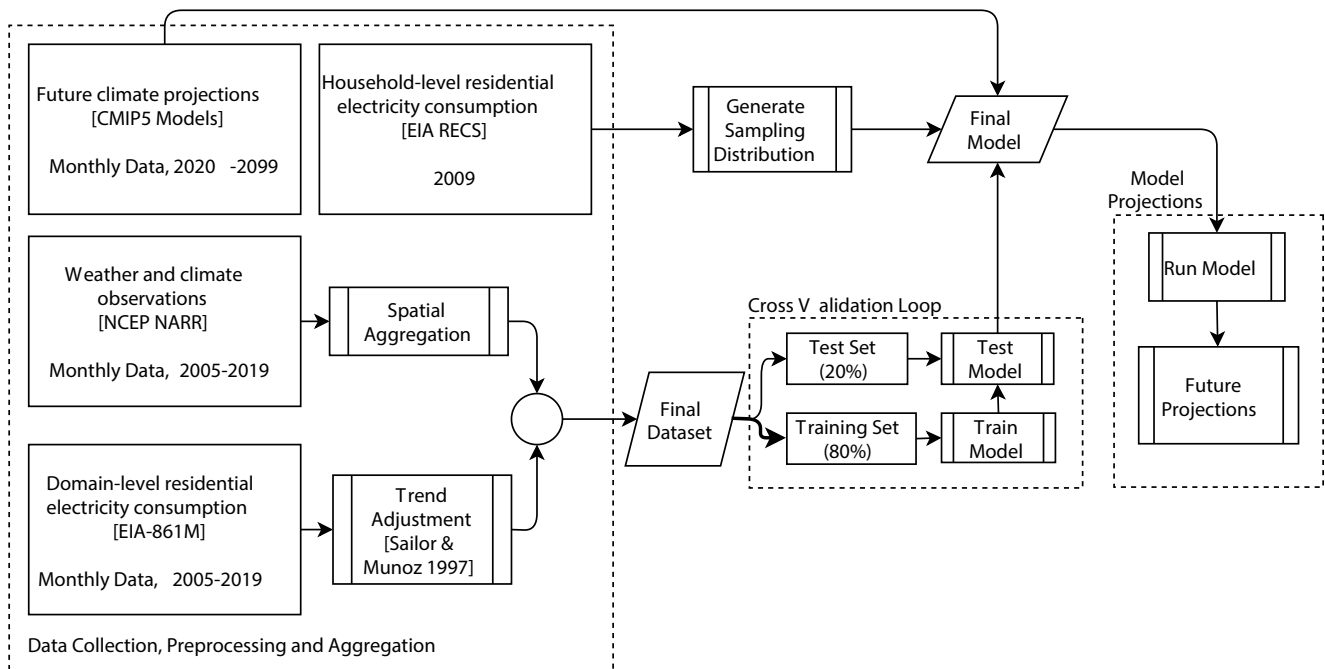 Future climate projections
[CMIP5 Models]
Monthly Data, 2020 -2099
Household-level residential
electricity consumption
[EIA RECS]
2009
Generate
Sampling
Distribution
Final
Model
Model
Projections
Run Model
Future
Projections
Weather and climate
observations
[NCEP NARR]
Monthly Data, 2005-2019
Spatial
Aggregation
Cross V alidation Loop
Test Set
(20%)
Test
Model
Final
Dataset
Training Set
(80%)
Train
Model
Domain-level residential
electricity consumption
[EIA-861M]
Monthly Data, 2005-2019
Trend
Adjustment
[Sailor &
Munoz 1997]
Data Collection, Preprocessing and Aggregation